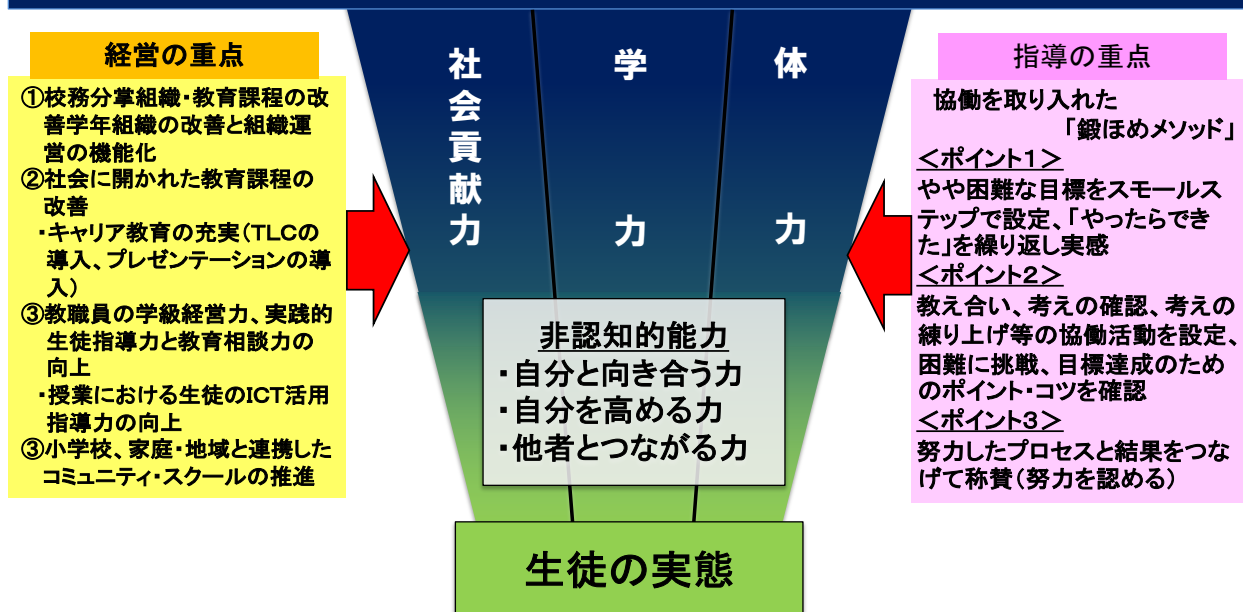 経営の重点
①校務分掌組織・教育課程の改
善学年組織の改善と組織運
営の機能化
②社会に開かれた教育課程の
改善
・キャリア教育の充実（TLCの
導入、プレゼンテーションの導
入）
③教職員の学級経営力、実践的
生徒指導力と教育相談力の
向上
・授業における生徒のICT活用
指導力の向上
③小学校、家庭・地域と連携した
コミュニティ・スクールの推進
社会貢献力
学力
体力
非認知的能力
・自分と向き合う力
・自分を高める力
・他者とつながる力
生徒の実態
指導の重点
協働を取り入れた
「鍛ほめメソッド」
＜ポイント１＞
やや困難な目標をスモールス
テップで設定、「やったらでき
た」を繰り返し実感
＜ポイント２＞
教え合い、考えの確認、考えの
練り上げ等の協働活動を設定、
困難に挑戦、目標達成のため
のポイント・コツを確認
＜ポイント３＞
努力したプロセスと結果をつな
げて称賛（努力を認める）